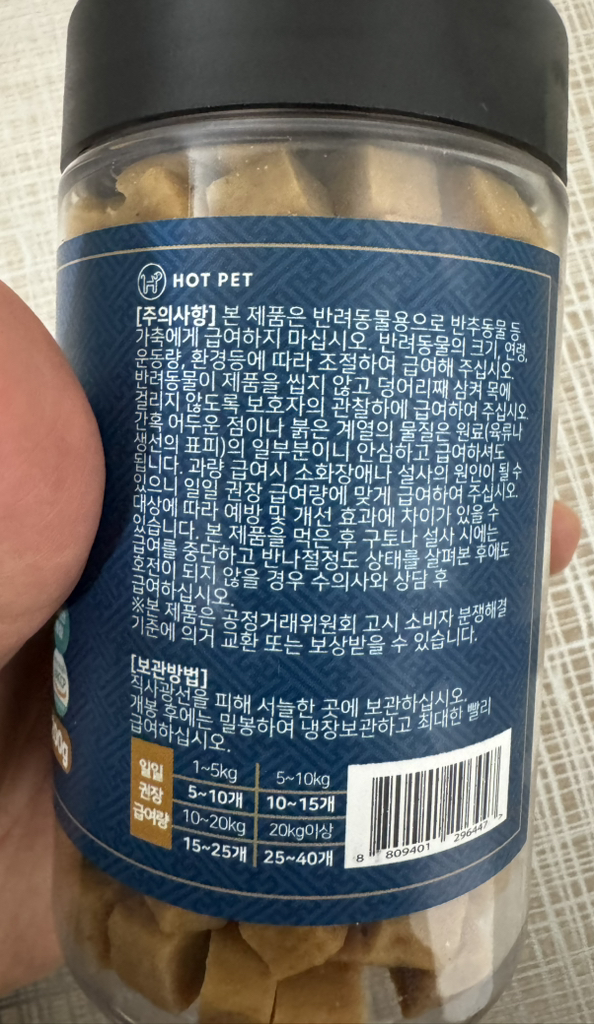 HOT PET
[주의사항] 본 제품은 반려동물용으로 반추동물 등
가축에게 급여하지 마십시오. 반려동물의 크기, 연령,
운동량, 환경등에 따라 조절하여 급여해 주십시오.
반려동물이 제품을 씹지 않고 덩어리째 삼켜 목에
걸리지 않도록 보호자의 관찰하에 급여하여 주십시오.
간혹 어두운 점이나 붉은 계열의 물질은 원료(육류나
생선의 표피)의 일부분이니 안심하고 급여하셔도
됩니다. 과량 급여시 소화장애나 설사의 원인이 될 수
있으니 일일 권장 급여량에 맞게 급여하여 주십시오.
대상에 따라 예방 및 개선 효과에 차이가 있을 수
있습니다. 본 제품을 먹은 후 구토나 설사 시에는
급여를 중단하고 반나절정도 상태를 살펴본 후에도
호전이 되지 않을 경우 수의사와 상담 후
급여하십시오.
※본 제품은 공정거래위원회 고시 소비자 분쟁해결
기준에 의거 교환 또는 보상받을 수 있습니다.
[보관방법]
직사광선을 피해 서늘한 곳에 보관하십시오.
개봉 후에는 밀봉하여 냉장보관하고 최대한 빨리
급여하십시오.
일일 권장 급여량
1~5kg 5~10kg
5~10개 10~15개
10~20kg 20kg이상
15~25개 25~40개
8 809401 296447